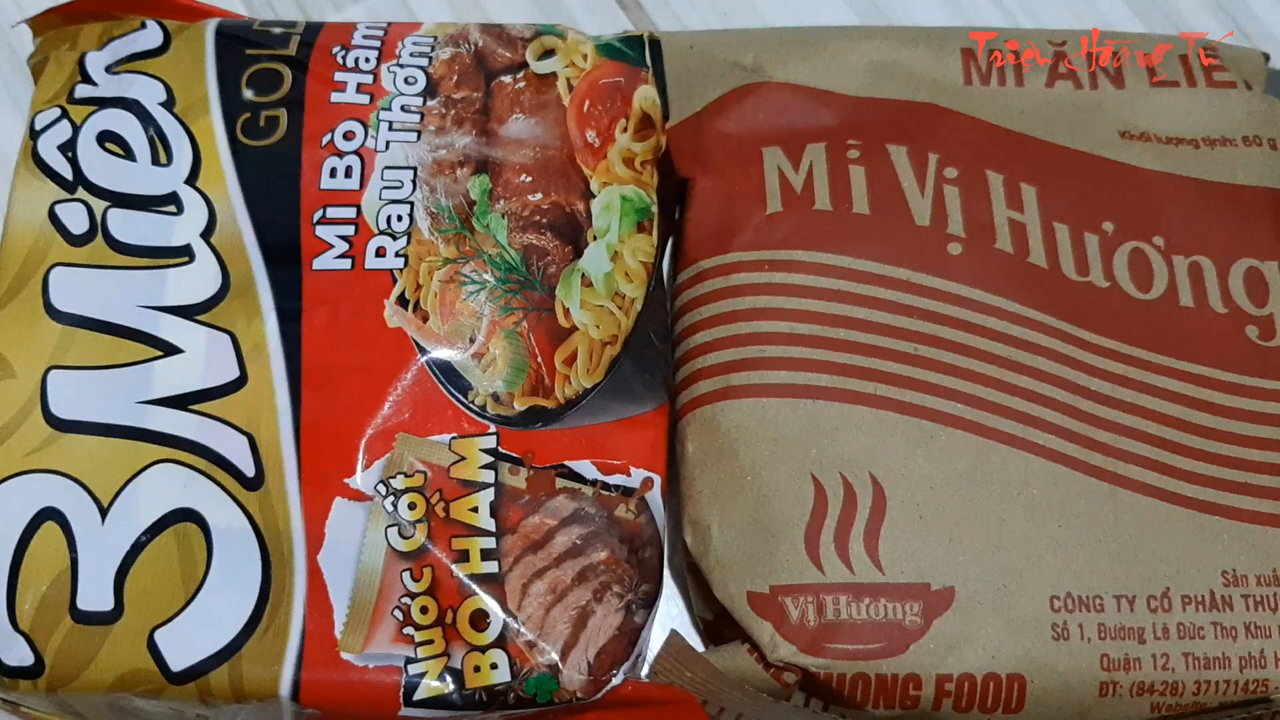 Triệu Hoàng Tú
3 Miền
GOLD
Mì Bò Hầm
Rau Thơm
Nước Cốt
BÒ HẦM
MÌ ĂN
Khối lượng tịnh: 60 g
Mì Vị Hương
Vị Hương
Sản xuấ
CÔNG TY CỔ PHẦN THỰ
Số 1, Đường Lê Đức Thọ Khu
Quận 12, Thành phố H
ĐT: (84-28) 37171425 -
Website:
HONG FOOD